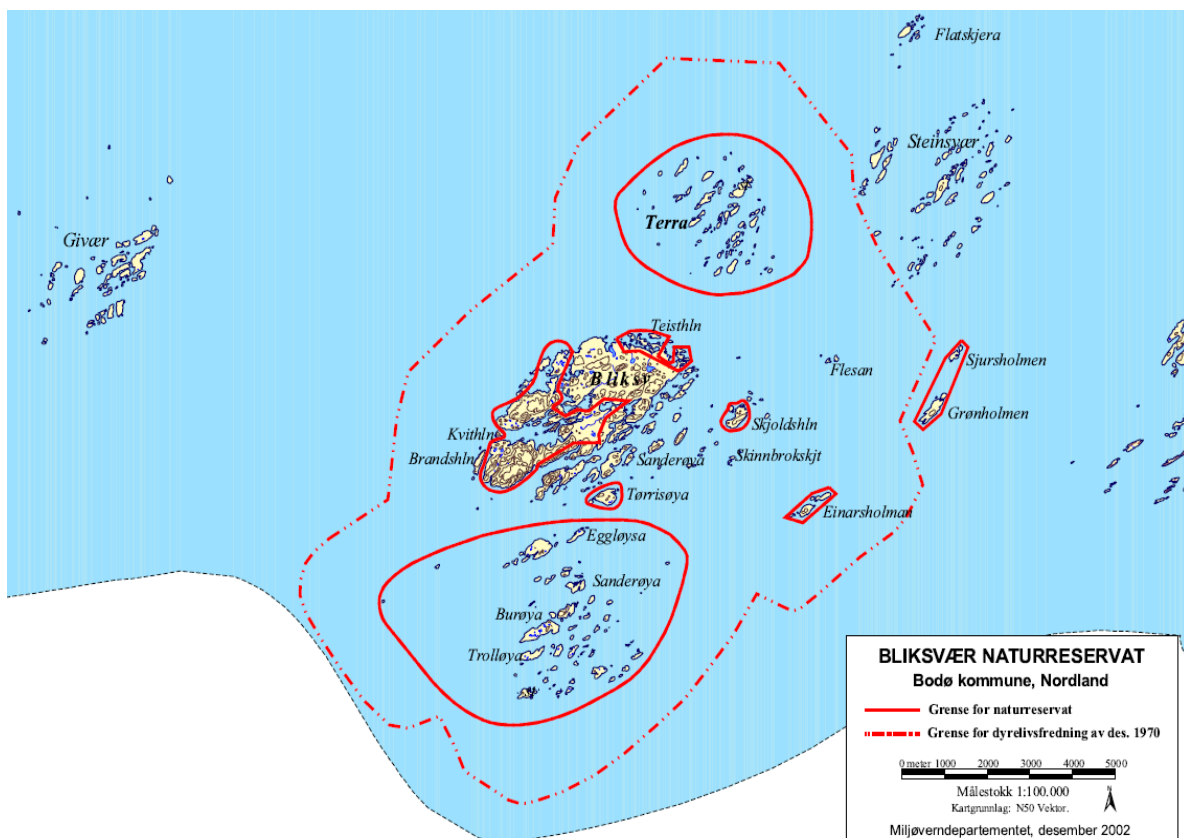 Flatskjera
Steinsvær
Terra
Givær
Teisthln
Sjursholmen
Flesan
Bliksv
Grønholmen
Skjoldshln
Kvithln
Brandshln
Sanderøya
Skinnbrokskjt
Tørrisøya
Einarsholman
Eggløysa
Sanderøya
Burøya
Trolløya
BLIKSVÆR NATURRESERVAT
Bodø kommune, Nordland
Grense for naturreservat
Grense for dyrelivsfredning av des. 1970
0 meter 1000 2000 3000 4000 5000
Målestokk 1:100.000
Kartgrunnlag: N50 Vektor.
N
Miljøverndepartementet, desember 2002